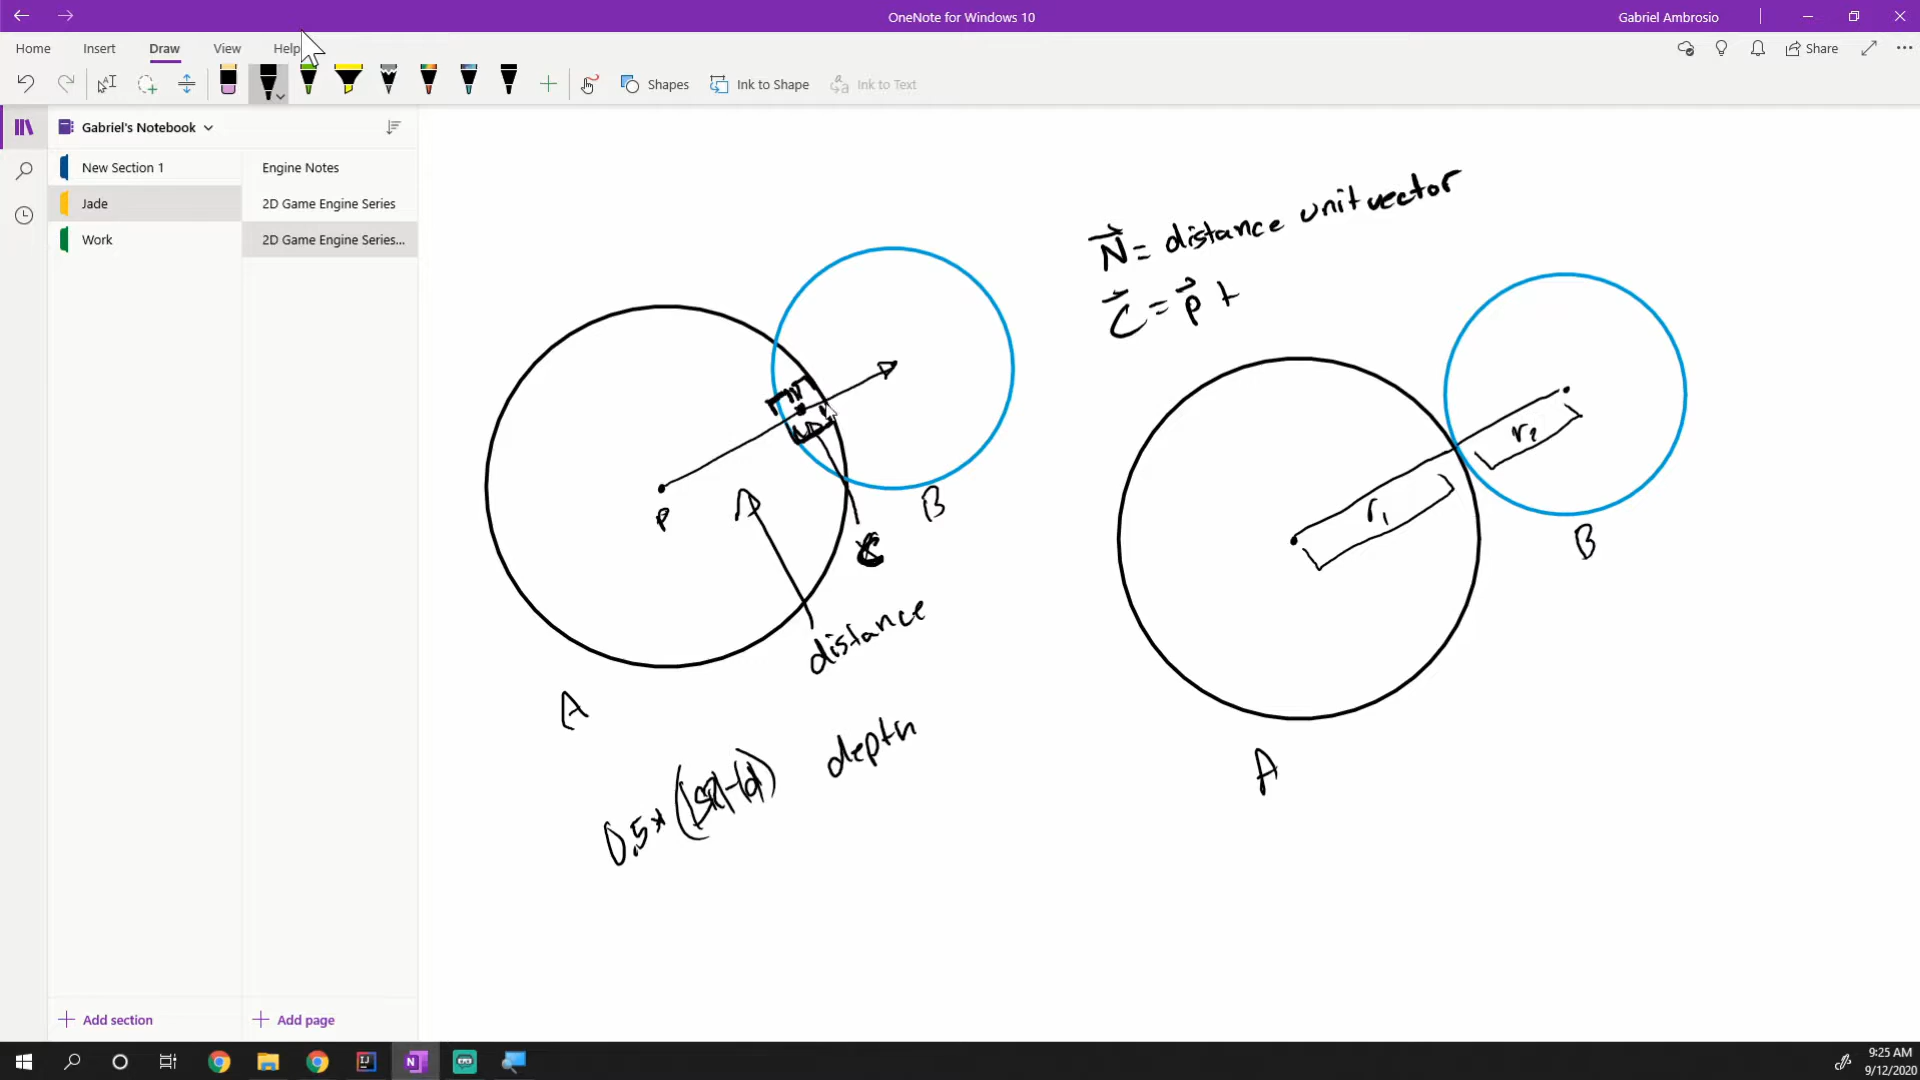 OneNote for Windows 10
Gabriel Ambrosio
Home Insert Draw View Help
Share
Shapes
Ink to Shape
Ink to Text
Gabriel's Notebook
New Section 1
Jade
Work
Engine Notes
2D Game Engine Series
2D Game Engine Series...
N = distance unit vector
C = P +
P
C
B
distance
A
depth
0.5*
r1
r2
B
A
Add section
Add page
9:25 AM
9/12/2020